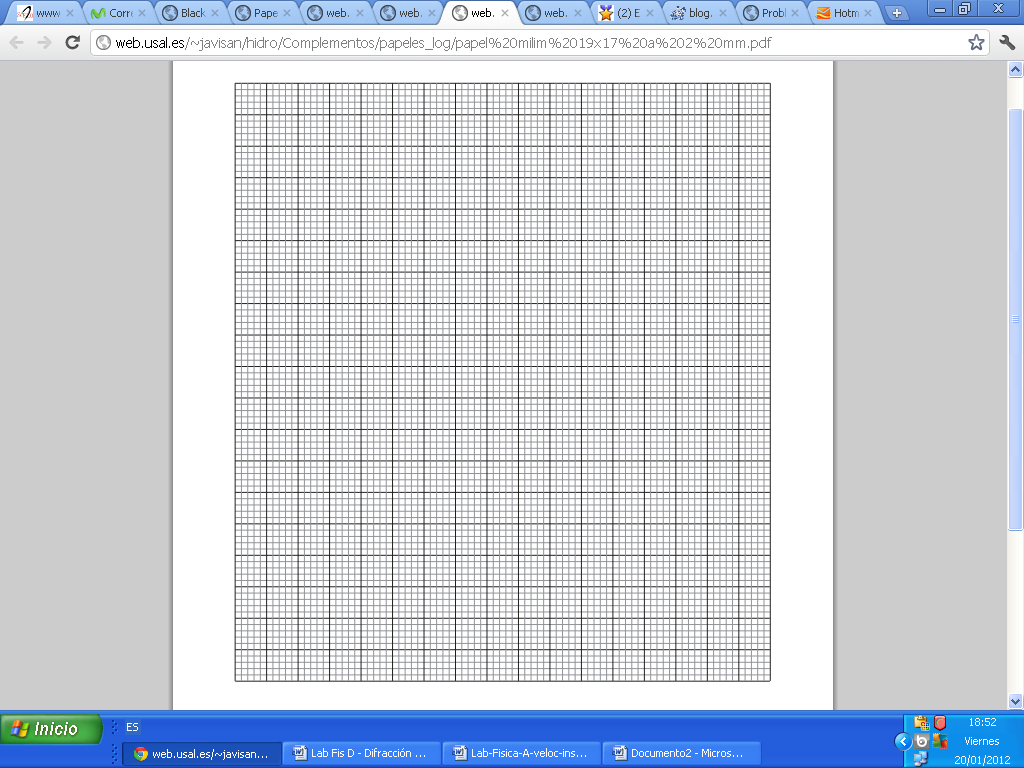 www
Corre
Black
Pape
web.
web.
web.
web.
(2) E
blog.
Probl
Hotm
web.usal.es/~javisan/hidro/Complementos/papeles_log/papel%20milim%2019x17%20a%202%20mm.pdf
Inicio
ES
18:52
Viernes
20/01/2012
web.usal.es/~javisan...
Lab Fis D - Difracción ...
Lab-Fisica-A-veloc-ins...
Documento2 - Micros...